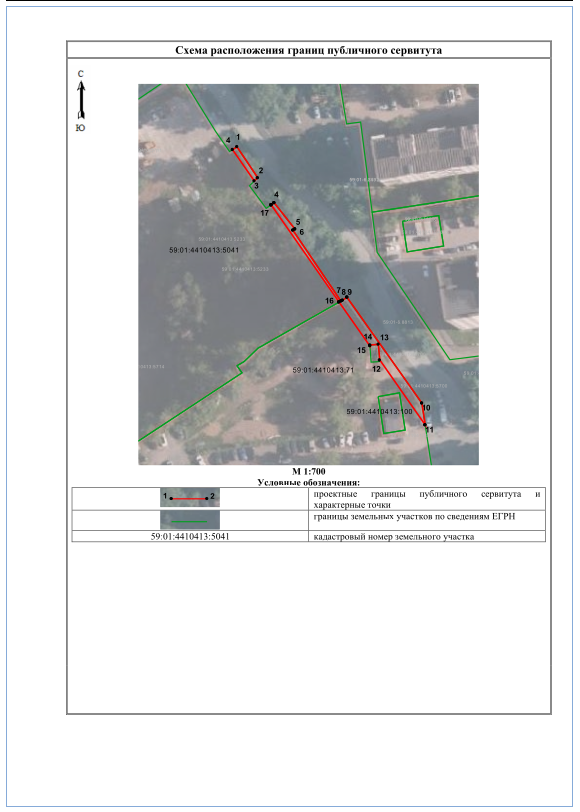 Схема расположения границ публичного сервитута
С
Ю
4 1
2
3
4
17
5
6
59:01:4410413:5041
7 8 9
16
14 13
15
12
59:01:4410413:71
10
59:01:4410413:100
11
М 1:700
Условные обозначения:
1 2
проектные границы публичного сервитута и
характерные точки
границы земельных участков по сведениям ЕГРН
59:01:4410413:5041
кадастровый номер земельного участка